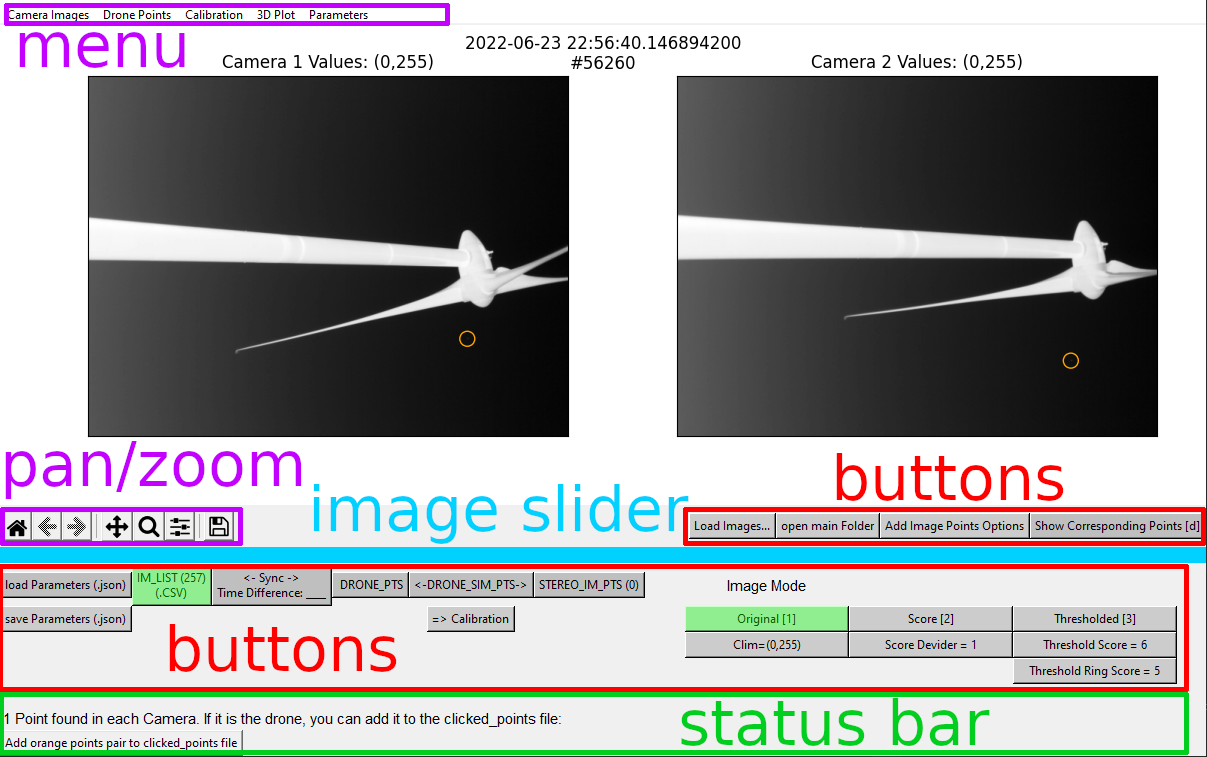 Camera Images Drone Points Calibration 3D Plot Parameters
menu
2022-06-23 22:56:40.146894200
#56260
Camera 1 Values: (0,255)
Camera 2 Values: (0,255)
pan/zoom
image slider
buttons
Load Images... open main Folder Add Image Points Options Show Corresponding Points [d]
load Parameters (.json)
IM_LIST (257)
(.CSV)
<- Sync ->
Time Difference: ___
DRONE_PTS
<-DRONE_SIM_PTS->
STEREO_IM_PTS (0)
save Parameters (.json)
=> Calibration
buttons
Image Mode
Original [1] Score [2] Thresholded [3]
Clim=(0,255) Score Devider = 1 Threshold Score = 6
Threshold Ring Score = 5
1 Point found in each Camera. If it is the drone, you can add it to the clicked_points file:
Add orange points pair to clicked_points file
status bar